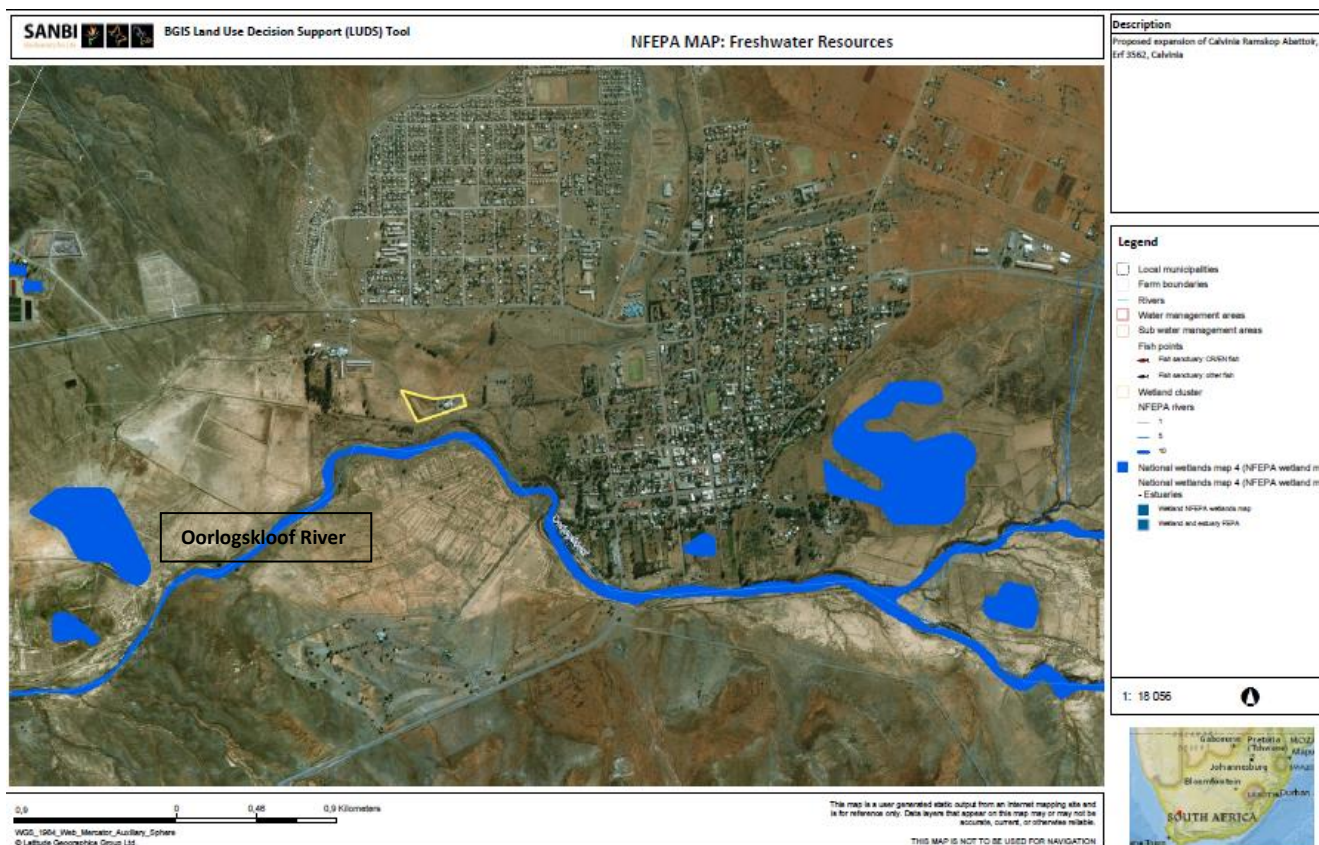 SANBI
BGIS Land Use Decision Support (LUDS) Tool
NFEPA MAP: Freshwater Resources
Description
Proposed expansion of Calvinia Ramskop Abattoir,
Erf 3562, Calvinia
Legend
Local municipalities
Farm boundaries
Rivers
Water management areas
Sub water management areas
Fish points
Fish sanctuary: CR/EN fish
Fish sanctuary: other fish
Wetland cluster
NFEPA rivers
1
5
10
National wetlands map 4 (NFEPA wetland m
National wetlands map 4 (NFEPA wetland m
- Estuaries
Wetland NFEPA wetlands map
Wetland and estuary FEPA
Oorlogskloof River
1: 18 056
Gaborone
Pretoria
(Tshwane)
Johannesburg
Bloemfontein
Durban
SOUTH AFRICA
0,9
0
0,46
0,9 Kilometers
WGS_1984_Web_Mercator_Auxiliary_Sphere
© Latitude Geographics Group Ltd.
This map is a user generated static output from an Internet mapping site and
is for reference only. Data layers that appear on this map may or may not be
accurate, current, or otherwise reliable.
THIS MAP IS NOT TO BE USED FOR NAVIGATION